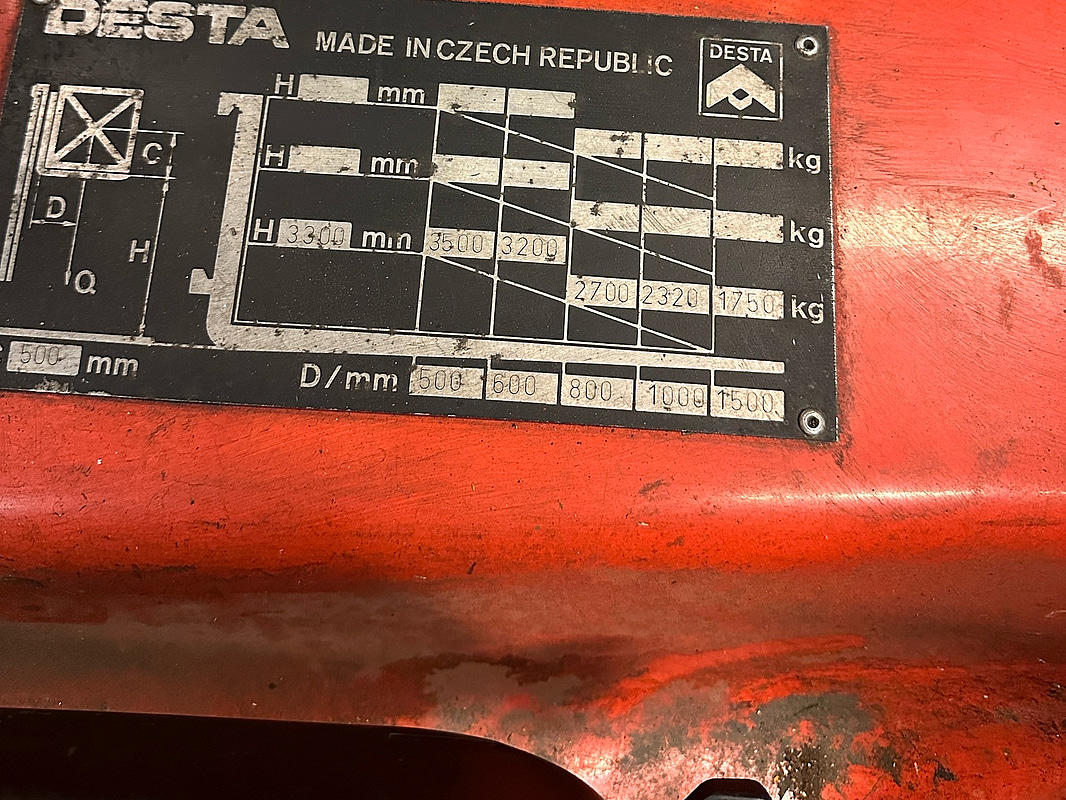 DESTA MADE IN CZECH REPUBLIC DESTA
H mm
C
H mm kg
D
H
H 3300 mm 3500 3200 kg
Q
2700 2320 1750 kg
500 mm
D/mm 500 600 800 1000 1500